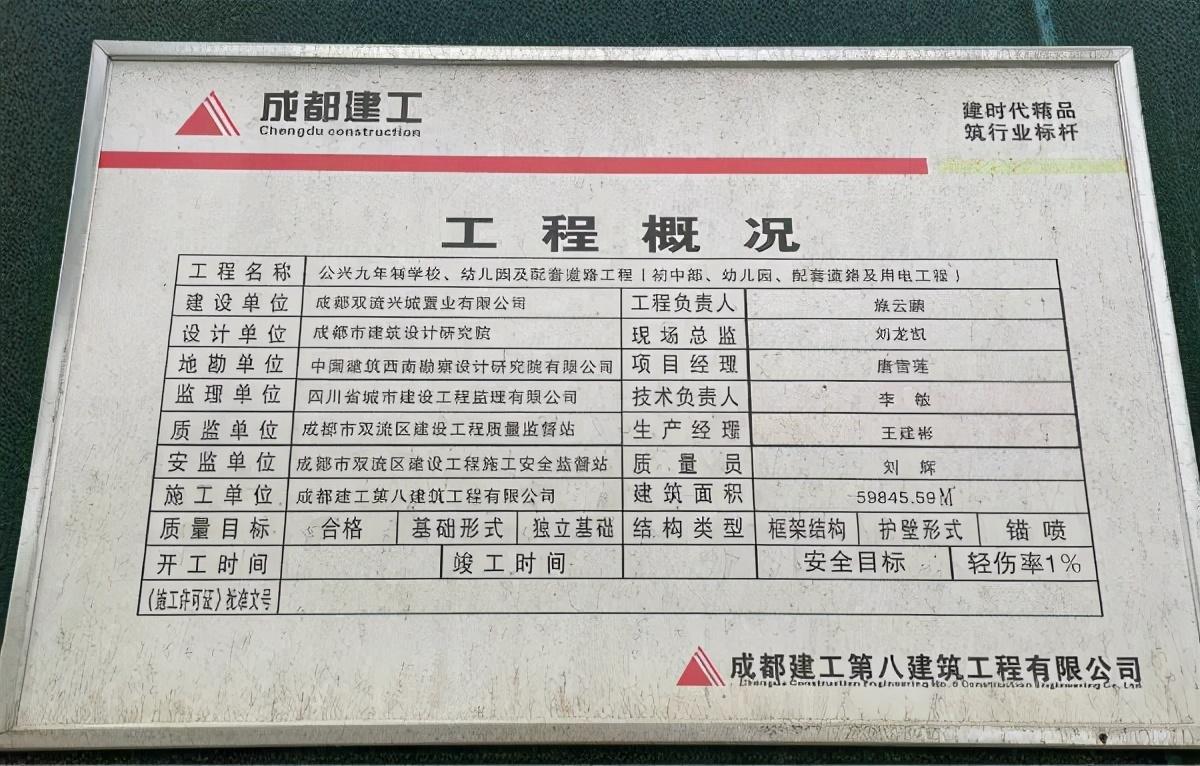 成都建工
Chengdu construction
建时代精品
筑行业标杆
工程概况
工程名称 公兴九年制学校、幼儿园及配套道路工程(初中部、幼儿园、配套道路及用电工程)
建设单位 成都双流兴城置业有限公司 工程负责人 云鹏
设计单位 成都市建筑设计研究院 现场总监 刘龙凯
地勘单位 中国建筑西南勘察设计研究院有限公司 项目经理 唐雪莲
监理单位 四川省城市建设工程监理有限公司 技术负责人 李敏
质监单位 成都市双流区建设工程质量监督站 生产经理 王建彬
安监单位 成都市双流区建设工程施工安全监督站 质量员 刘辉
施工单位 成都建工第八建筑工程有限公司 建筑面积 59845.59M
质量目标 合格 基础形式 独立基础 结构类型 框架结构 护壁形式 锚喷
开工时间 竣工时间 安全目标 轻伤率1%
《施工许可证》批准文号
成都建工第八建筑工程有限公司
Chengdu Construction Engineering No. 8 Construction Engineering Co., Ltd